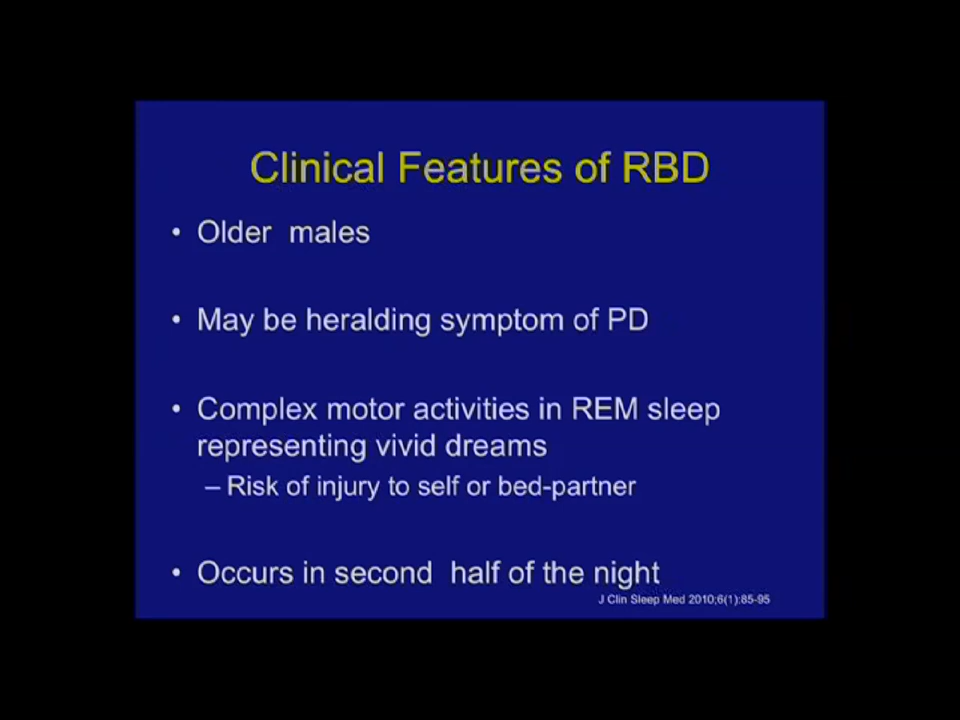 Clinical Features of RBD
• Older males
• May be heralding symptom of PD
• Complex motor activities in REM sleep
representing vivid dreams
– Risk of injury to self or bed-partner
• Occurs in second half of the night
J Clin Sleep Med 2010;6(1):85-95